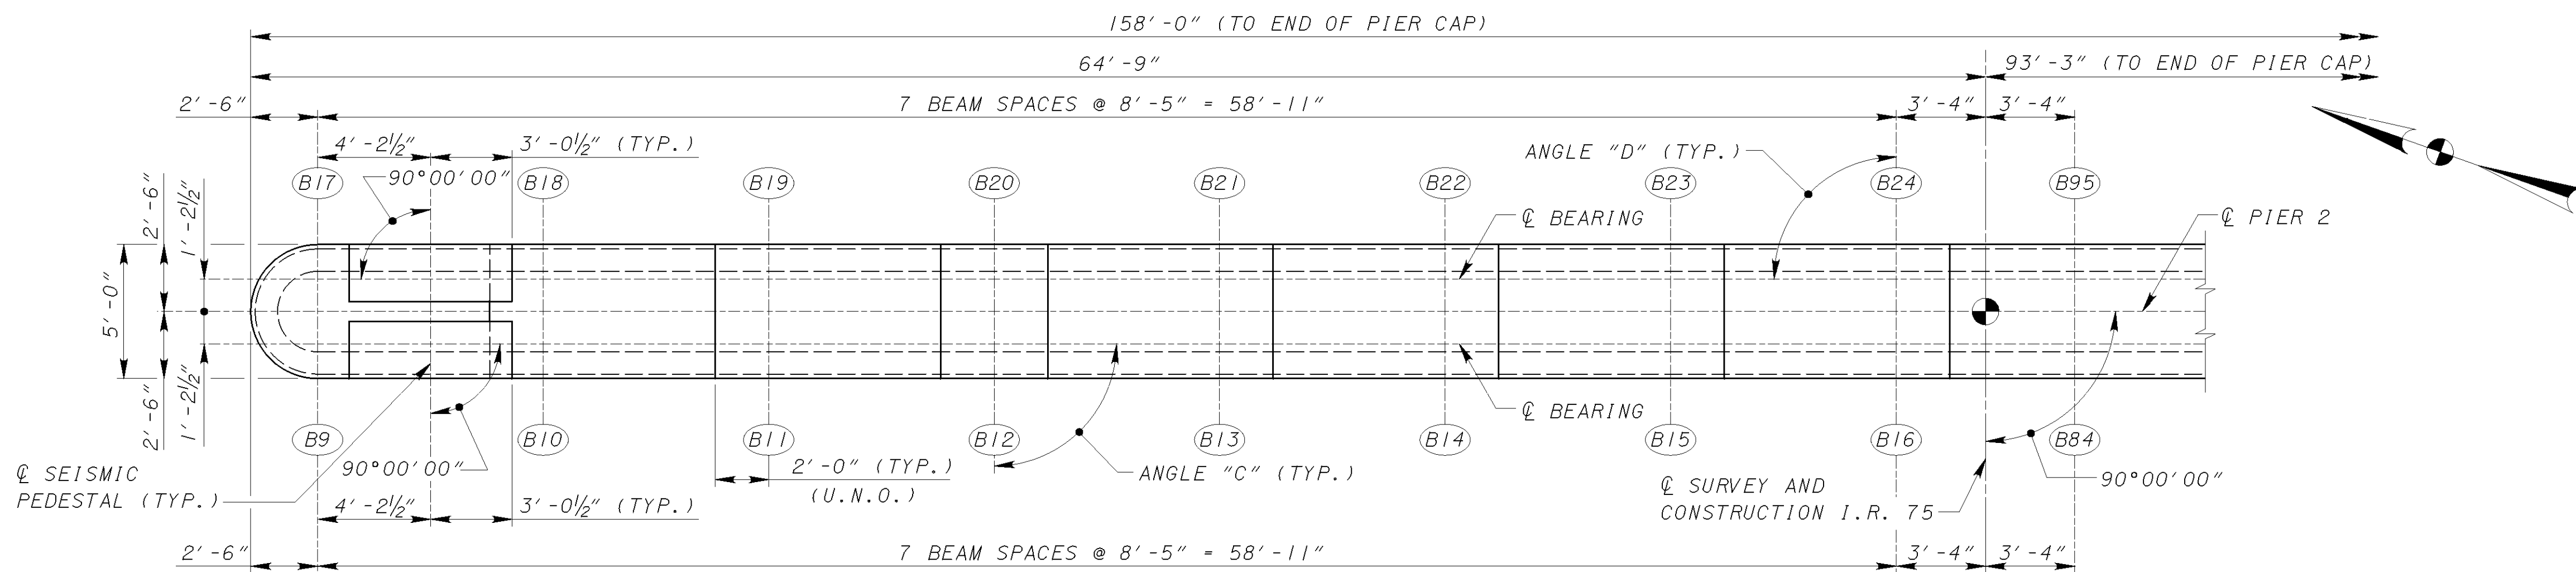 158'-0" (TO END OF PIER CAP)
64'-9"
93'-3" (TO END OF PIER CAP)
2'-6"
7 BEAM SPACES @ 8'-5" = 58'-11"
3'-4"
3'-4"
4'-2½"
3'-0½" (TYP.)
ANGLE "D" (TYP.)
90°00'00"
B17
B18
B19
B20
B21
B22
B23
B24
B95
2'-6"
1'-2½"
℄ BEARING
℄ PIER 2
5'-0"
2'-6"
1'-2½"
℄ BEARING
B9
B10
B11
B12
B13
B14
B15
B16
B84
℄ SEISMIC
PEDESTAL (TYP.)
90°00'00"
2'-0" (TYP.)
(U.N.O.)
ANGLE "C" (TYP.)
℄ SURVEY AND
CONSTRUCTION I.R. 75
90°00'00"
4'-2½"
3'-0½" (TYP.)
2'-6"
7 BEAM SPACES @ 8'-5" = 58'-11"
3'-4"
3'-4"